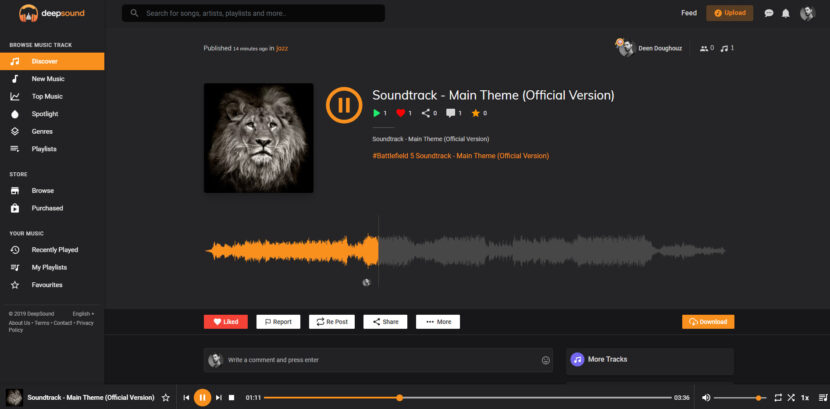 deepsound
Search for songs, artists, playlists and more..
Feed
Upload
BROWSE MUSIC TRACK
Discover
New Music
Top Music
Spotlight
Genres
Playlists
STORE
Browse
Purchased
YOUR MUSIC
Recently Played
My Playlists
Favourites
© 2019 DeepSound
English
About Us • Terms • Contact • Privacy
Policy
Published 14 minutes ago in Jazz
Deen Doughouz
0
1
Soundtrack - Main Theme (Official Version)
1
1
0
1
0
Soundtrack - Main Theme (Official Version)
#Battlefield 5 Soundtrack - Main Theme (Official Version)
Liked
Report
Re Post
Share
More
Download
Write a comment and press enter
More Tracks
Soundtrack - Main Theme (Official Version)
01:11
03:36
1x